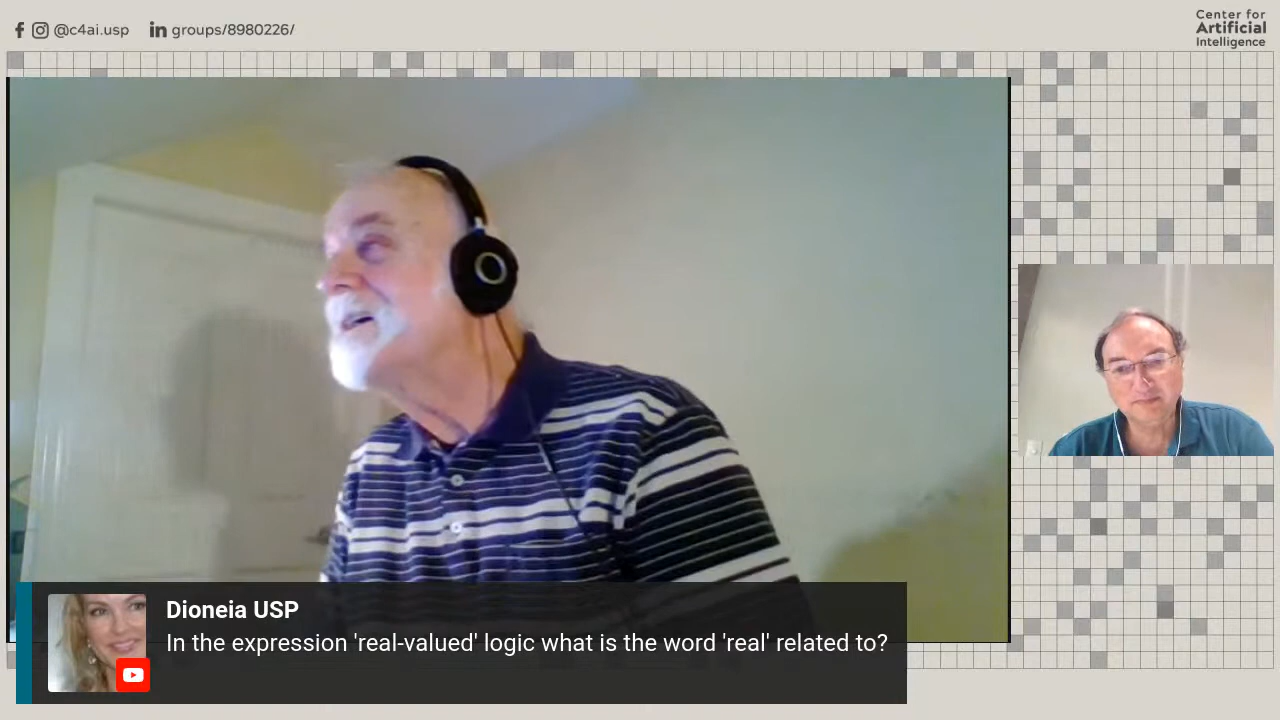 @c4ai.usp
groups/8980226/
Center for
Artificial
Intelligence
Dioneia USP
In the expression 'real-valued' logic what is the word 'real' related to?